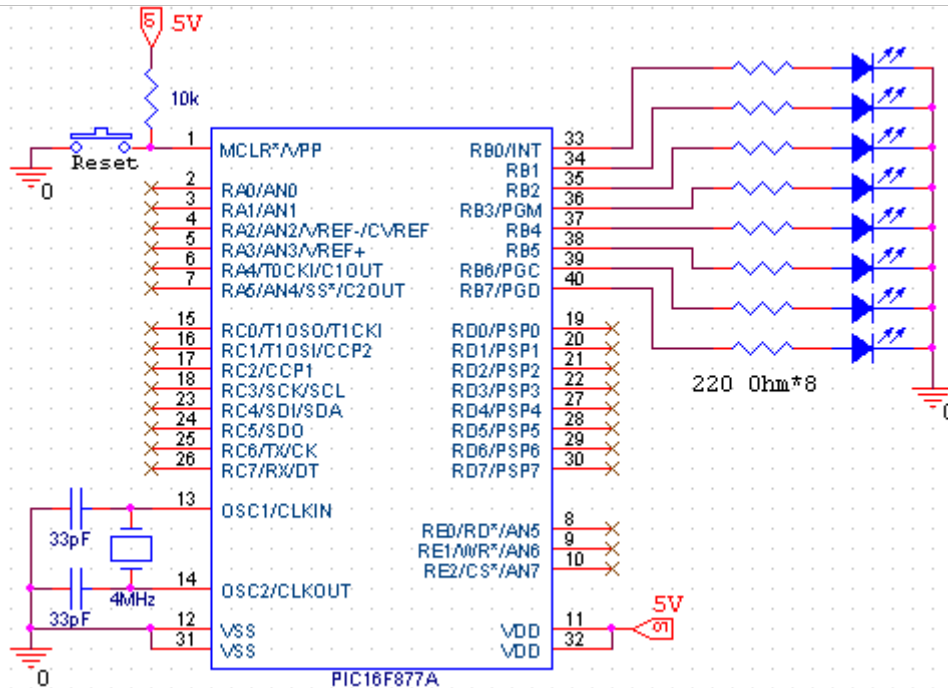 5 5V
10k
Reset
0
1 MCLR*/VPP
2 RA0/AN0
3 RA1/AN1
4 RA2/AN2/VREF-/CVREF
5 RA3/AN3/VREF+
6 RA4/T0CKI/C1OUT
7 RA5/AN4/SS*/C2OUT
15 RC0/T1OSO/T1CKI
16 RC1/T1OSI/CCP2
17 RC2/CCP1
18 RC3/SCK/SCL
23 RC4/SDI/SDA
24 RC5/SDO
25 RC6/TX/CK
26 RC7/RX/DT
13 OSC1/CLKIN
33pF
4MHz
14 OSC2/CLKOUT
33pF
12 VSS
31 VSS
0
RB0/INT 33
RB1 34
RB2 35
RB3/PGM 36
RB4 37
RB5 38
RB6/PGC 39
RB7/PGD 40
220 Ohm*8
0
RD0/PSP0 19
RD1/PSP1 20
RD2/PSP2 21
RD3/PSP3 22
RD4/PSP4 27
RD5/PSP5 28
RD6/PSP6 29
RD7/PSP7 30
RE0/RD*/AN5 8
RE1/WR*/AN6 9
RE2/CS*/AN7 10
5V
VDD 11
5
VDD 32
PIC16F877A